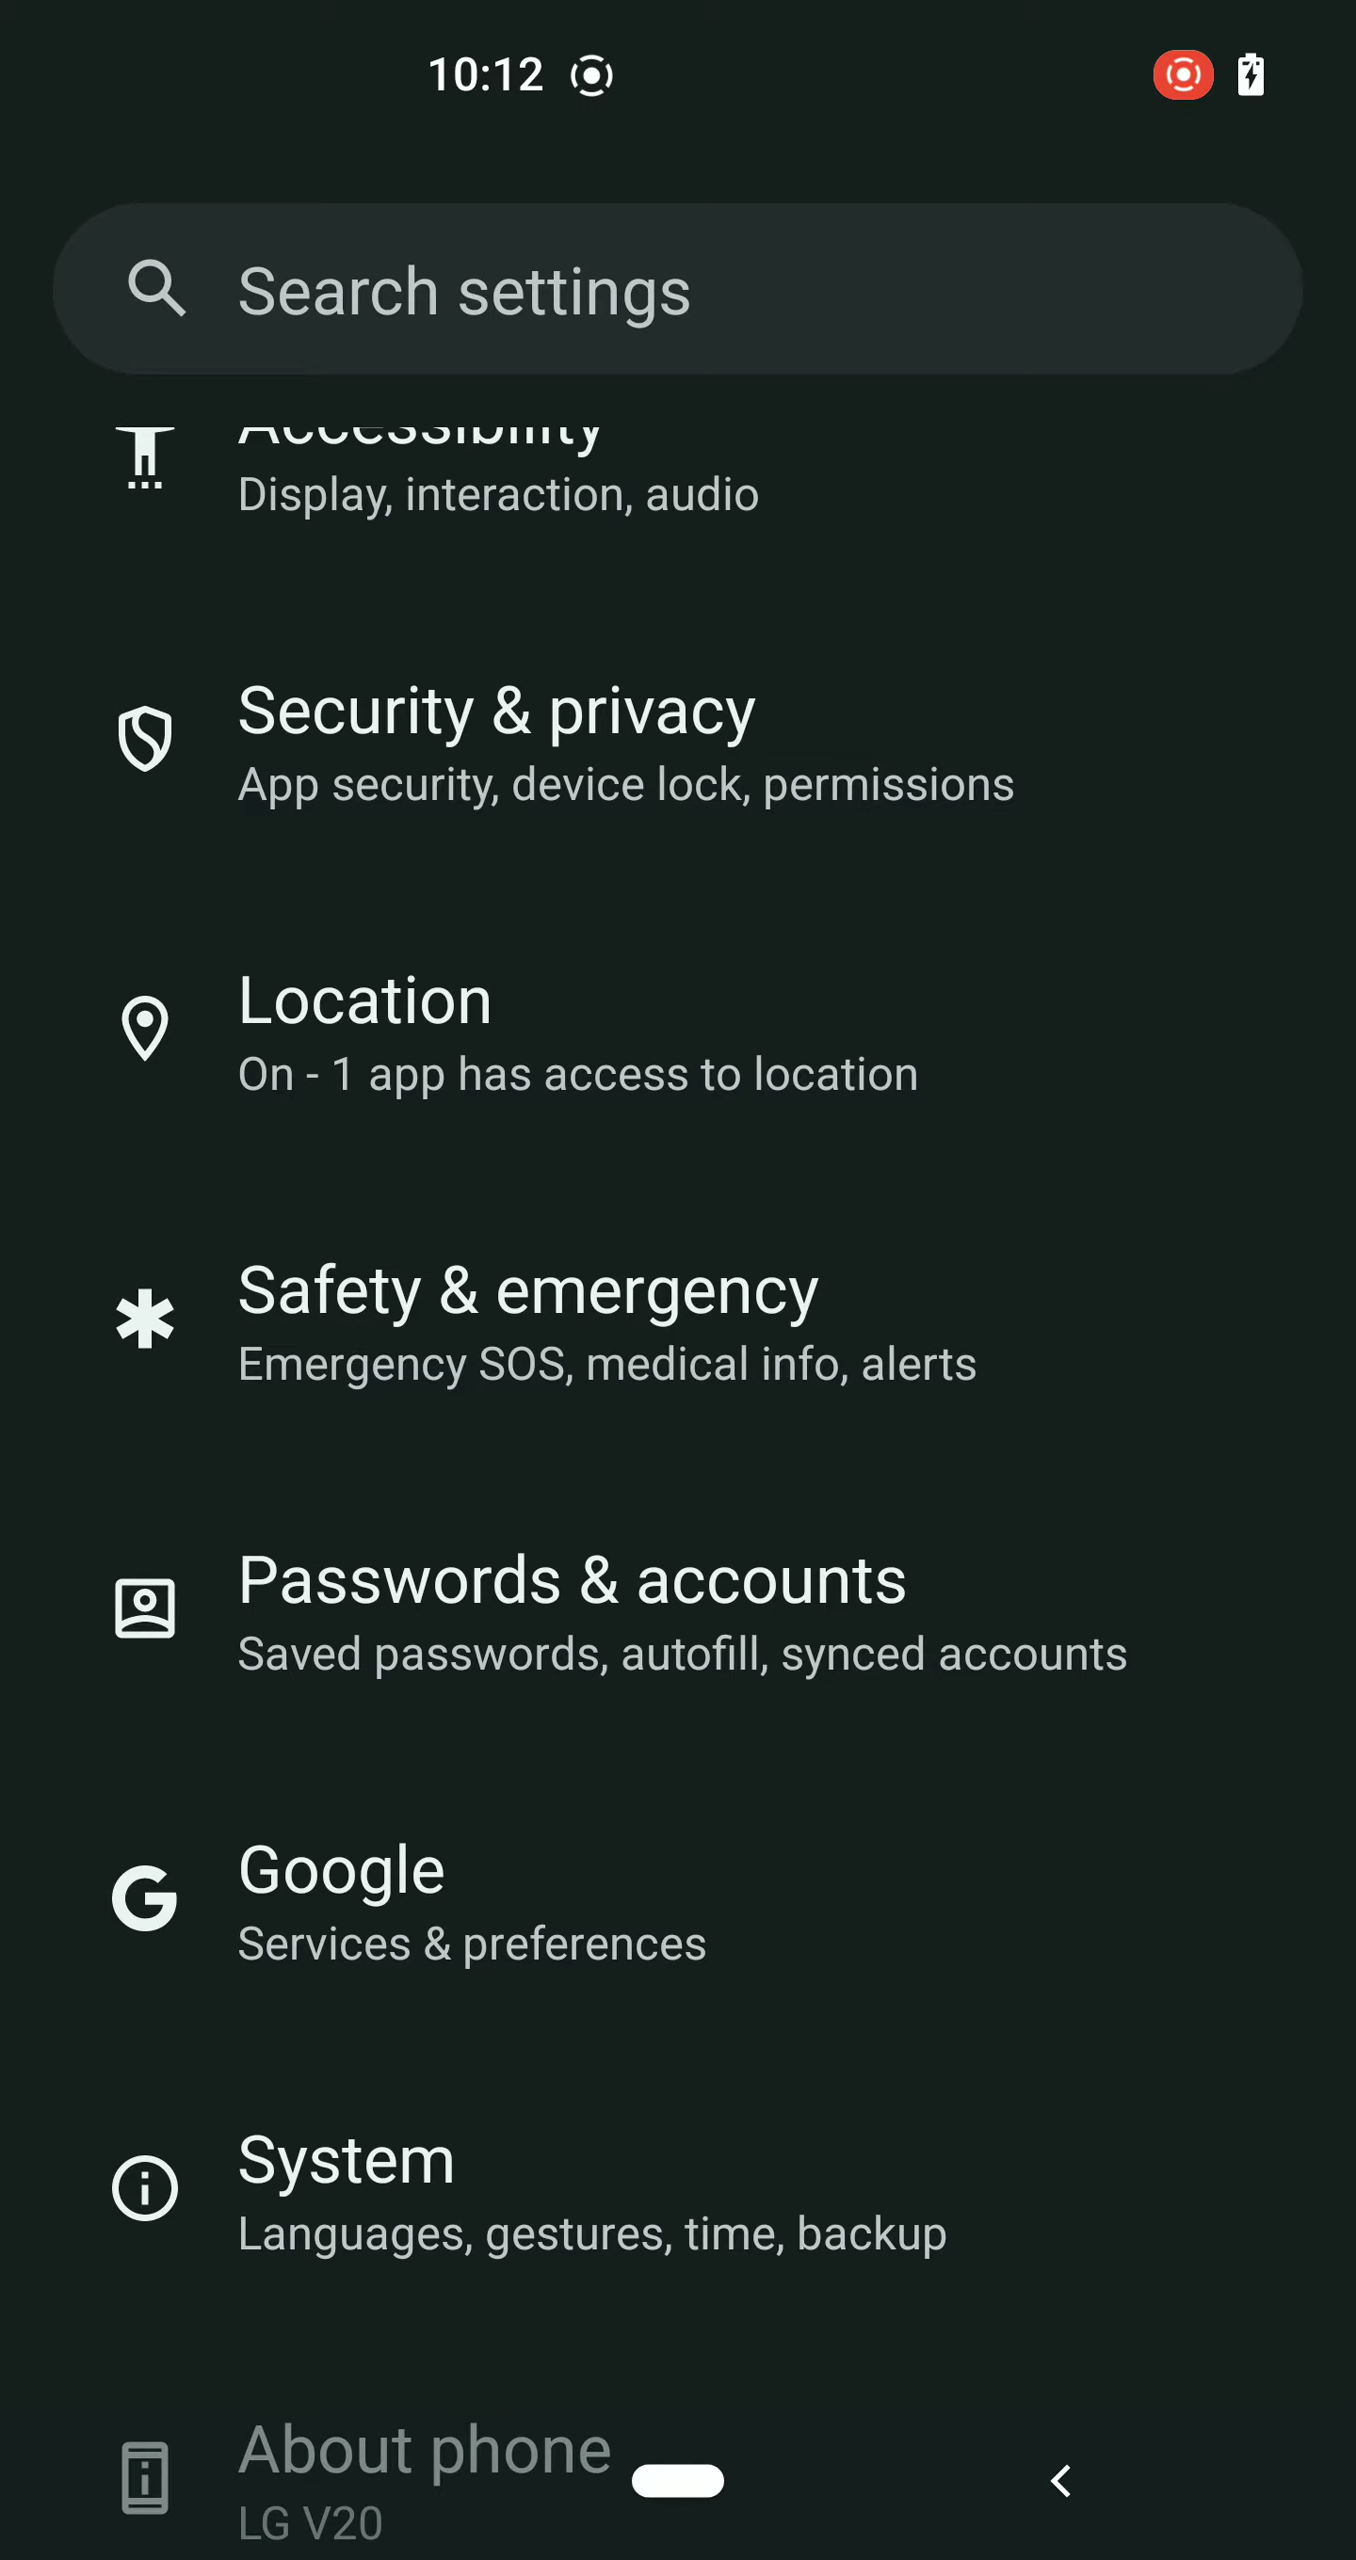 10:12
Search settings
Accessibility
Display, interaction, audio
Security & privacy
App security, device lock, permissions
Location
On - 1 app has access to location
Safety & emergency
Emergency SOS, medical info, alerts
Passwords & accounts
Saved passwords, autofill, synced accounts
Google
Services & preferences
System
Languages, gestures, time, backup
About phone
LG V20